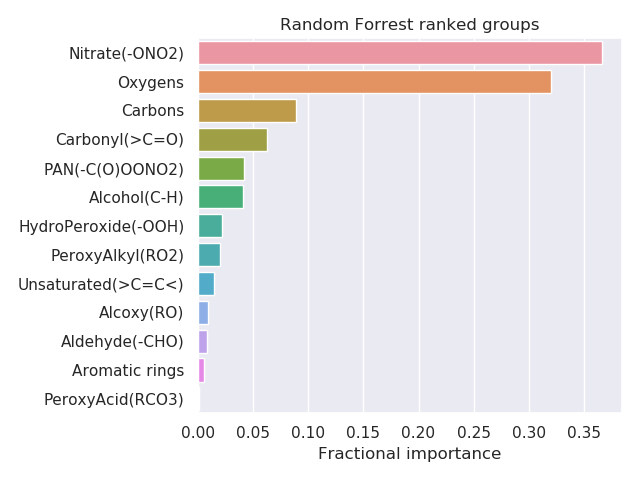 Random Forrest ranked groups
Nitrate(-ONO2)
Oxygens
Carbons
Carbonyl(>C=O)
PAN(-C(O)OONO2)
Alcohol(C-H)
HydroPeroxide(-OOH)
PeroxyAlkyl(RO2)
Unsaturated(>C=C<)
Alcoxy(RO)
Aldehyde(-CHO)
Aromatic rings
PeroxyAcid(RCO3)
0.00 0.05 0.10 0.15 0.20 0.25 0.30 0.35
Fractional importance